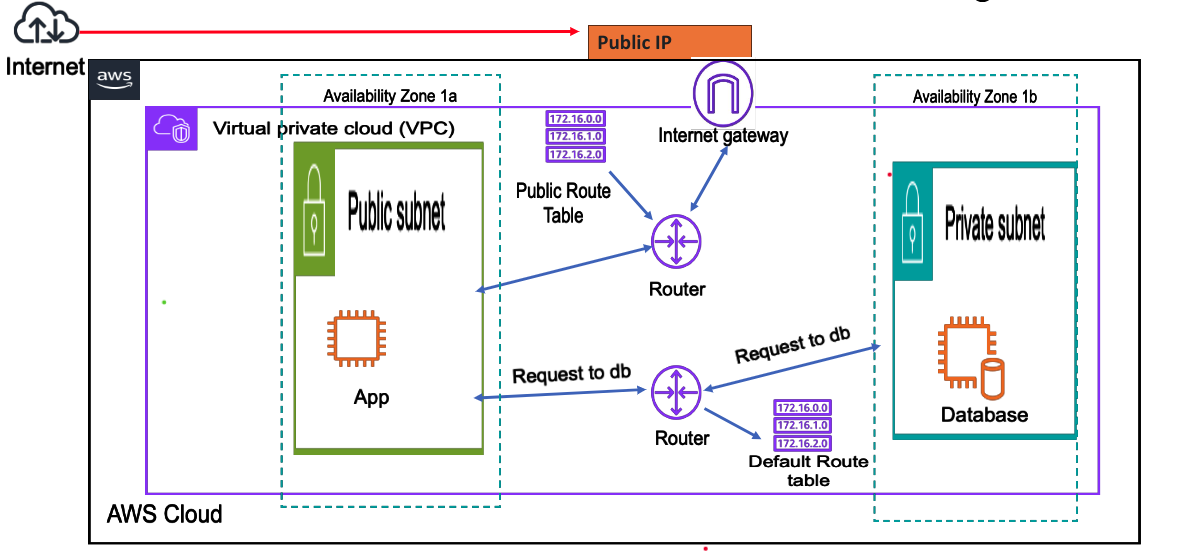 Internet
Public IP
aws
Availability Zone 1a
Availability Zone 1b
Virtual private cloud (VPC)
172.16.0.0
172.16.1.0
172.16.2.0
Internet gateway
Public Route
Table
Public subnet
Private subnet
Router
App
Request to db
Request to db
Router
172.16.0.0
172.16.1.0
172.16.2.0
Database
Default Route
table
AWS Cloud